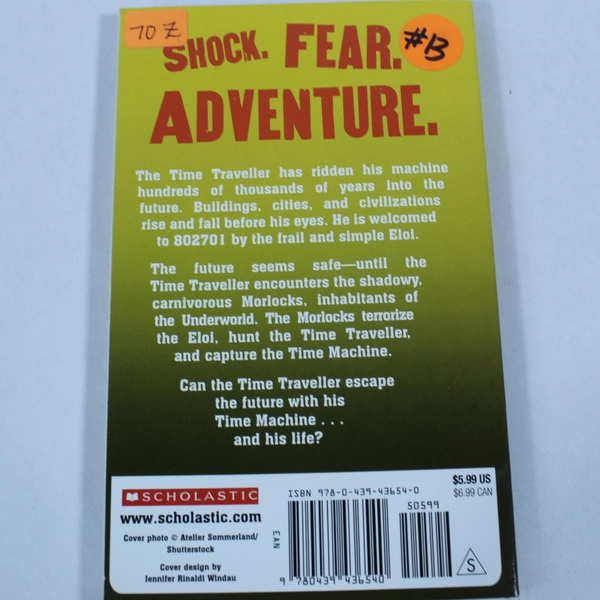 70 Z
#13
SHOCK. FEAR.
ADVENTURE.
The Time Traveller has ridden his machine
hundreds of thousands of years into the
future. Buildings, cities, and civilizations
rise and fall before his eyes. He is welcomed
to 802701 by the frail and simple Eloi.
The future seems safe—until the
Time Traveller encounters the shadowy,
carnivorous Morlocks, inhabitants of
the Underworld. The Morlocks terrorize
the Eloi, hunt the Time Traveller,
and capture the Time Machine.
Can the Time Traveller escape
the future with his
Time Machine . . .
and his life?
SCHOLASTIC
www.scholastic.com
Cover photo © Atelier Sommerland/
Shutterstock
Cover design by
Jennifer Rinaldi Windau
EAN
ISBN 978-0-439-43654-0
50599
9 780439 436540
$5.99 US
$6.99 CAN
S